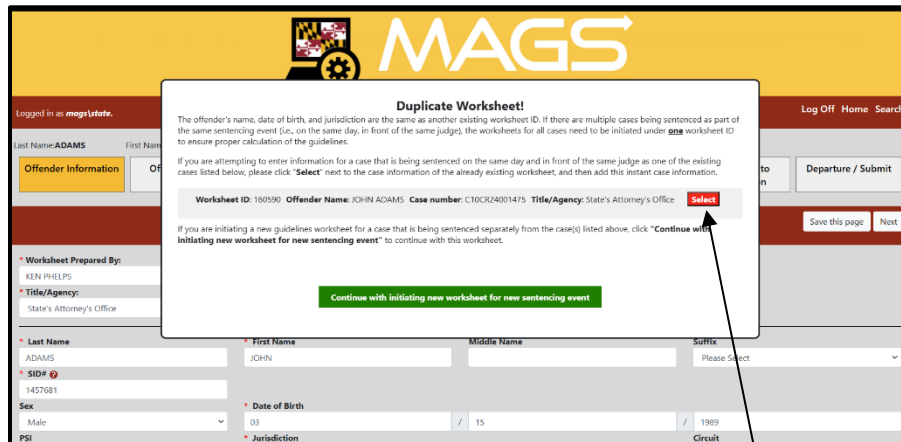 MAGS
Logged in as mags\state.
Log Off Home Search
Last Name:ADAMS
First Nam
Offender Information
Of
to
n
Departure / Submit
Duplicate Worksheet!
The offender's name, date of birth, and jurisdiction are the same as another existing worksheet ID. If there are multiple cases being sentenced as part of
the same sentencing event (i.e., on the same day, in front of the same judge), the worksheets for all cases need to be initiated under one worksheet ID
to ensure proper calculation of the guidelines.
If you are attempting to enter information for a case that is being sentenced on the same day and in front of the same judge as one of the existing
cases listed below, please click "Select" next to the case information of the already existing worksheet, and then add this instant case information.
Worksheet ID: 160590 Offender Name: JOHN ADAMS Case number: C10CR24001475 Title/Agency: State's Attorney's Office Select
If you are initiating a new guidelines worksheet for a case that is being sentenced separately from the case(s) listed above, click "Continue with
initiating new worksheet for new sentencing event" to continue with this worksheet.
Continue with initiating new worksheet for new sentencing event
Save this page Next
* Worksheet Prepared By:
KEN PHELPS
* Title/Agency:
State's Attorney's Office
* Last Name * First Name Middle Name Suffix
ADAMS JOHN Please Select
* SID# ?
1457681
Sex * Date of Birth
Male 03 / 15 / 1989
PSI * Jurisdiction Circuit